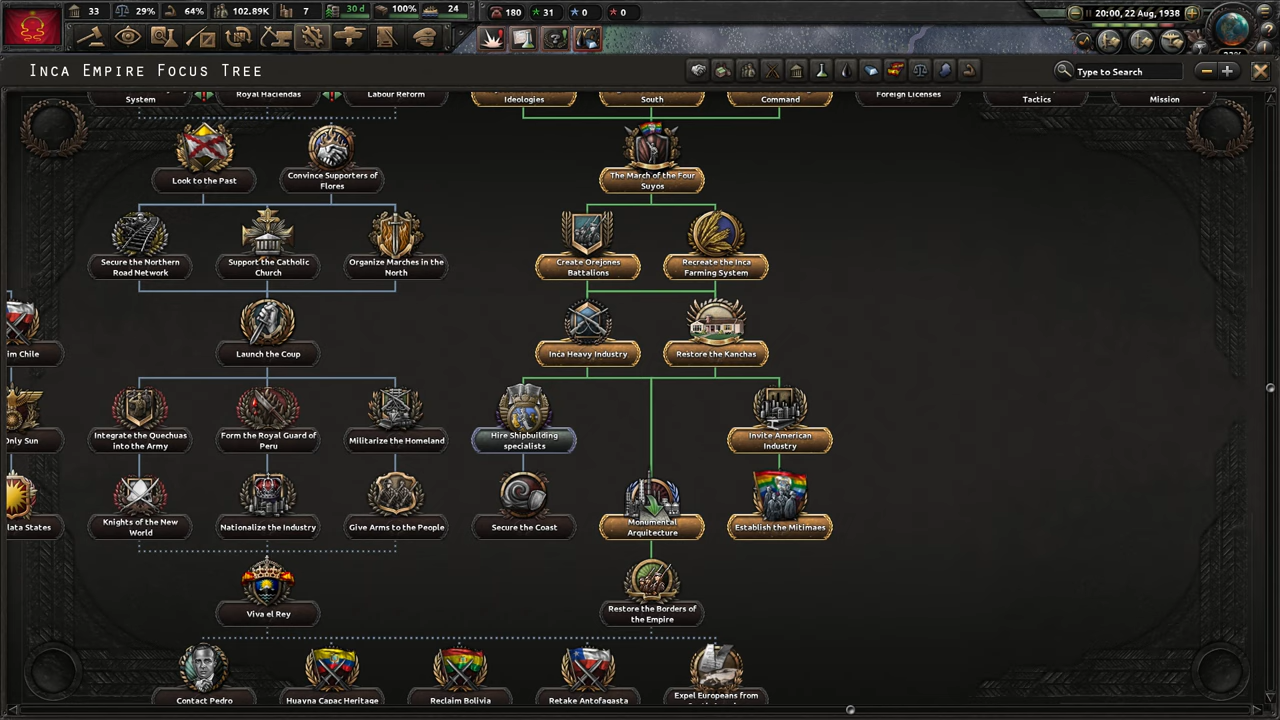 33
29%
64%
102.89K
7
30 d
100%
24
180
31
0
0
20:00, 22 Aug, 1938
Inca Empire Focus Tree
Type to Search
System
Royal Haciendas
Labour Reform
Ideologies
South
Command
Foreign Licenses
Tactics
Mission
Look to the Past
Convince Supporters of
Flores
The March of the Four
Suyos
Secure the Northern
Road Network
Support the Catholic
Church
Organize Marches in the
North
Create Orejones
Battalions
Recreate the Inca
Farming System
im Chile
Launch the Coup
Inca Heavy Industry
Restore the Kanchas
Only Sun
Integrate the Quechuas
into the Army
Form the Royal Guard of
Peru
Militarize the Homeland
Hire Shipbuilding
specialists
Invite American
Industry
lata States
Knights of the New
World
Nationalize the Industry
Give Arms to the People
Secure the Coast
Monumental
Arquitecture
Establish the Mitimaes
Viva el Rey
Restore the Borders of
the Empire
Contact Pedro
Huayna Capac Heritage
Reclaim Bolivia
Retake Antofagasta
Expel Europeans from